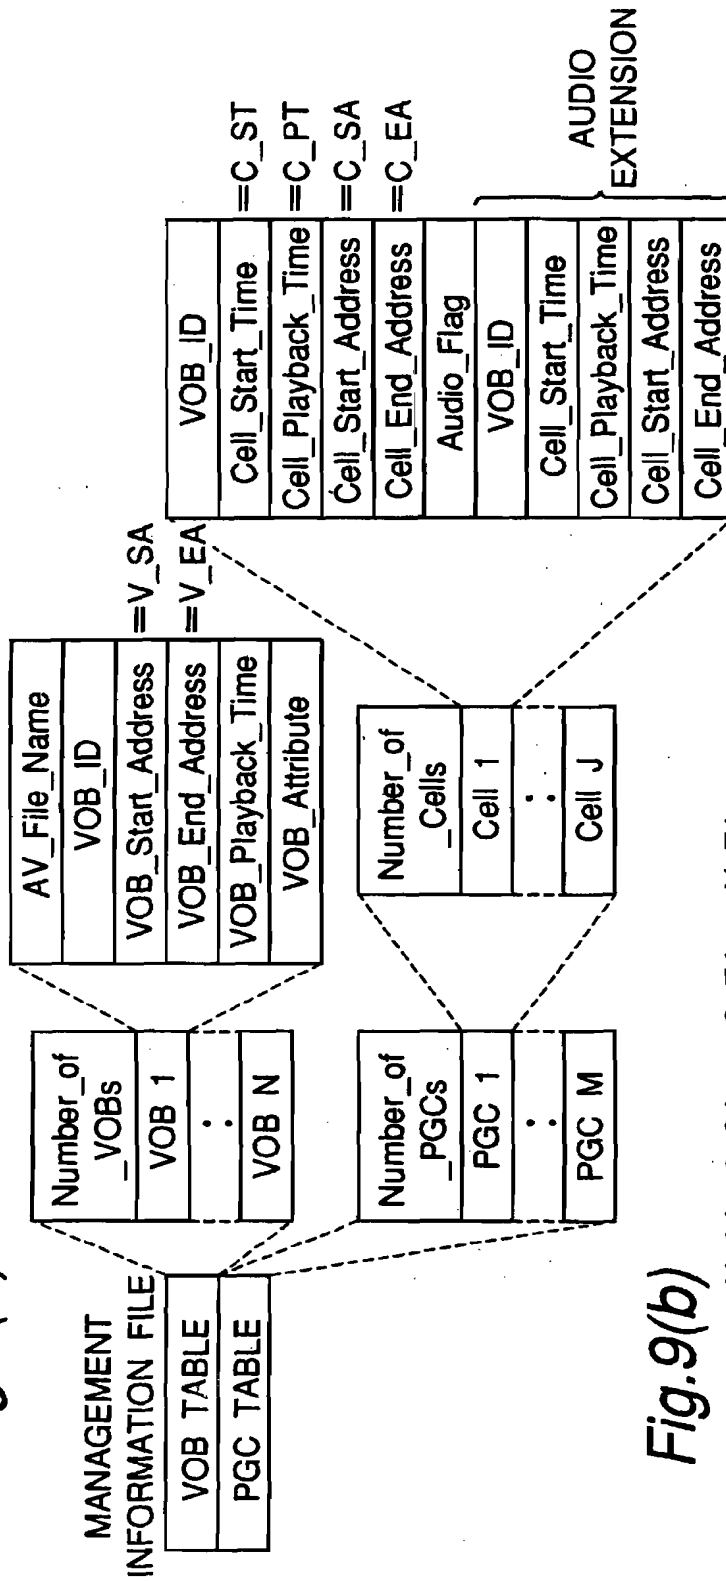 MANAGEMENT
INFORMATION FILE
VOB TABLE
PGC TABLE
Number_of
_VOBs
VOB 1
VOB N
AV_File_Name
VOB_ID
VOB_Start_Address
=V_SA
VOB_End_Address
=V_EA
VOB_Playback_Time
VOB_Attribute
Number_of
_PGCs
PGC 1
PGC M
Number_of
_Cells
Cell 1
Cell J
VOB_ID
Cell_Start_Time
=C_ST
Cell_Playback_Time
=C_PT
Cell_Start_Address
=C_SA
Cell_End_Address
=C_EA
Audio_Flag
VOB_ID
Cell_Start_Time
Cell_Playback_Time
Cell_Start_Address
Cell_End_Address
AUDIO
EXTENSION
Fig.9(b)